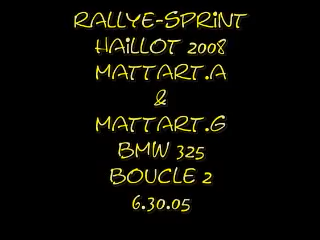 RALLYE-SPRiNT
HAiLLOT 2008
MATTART.A
&
MATTART.G
BMW 325
BOUCLE 2
6.30.05